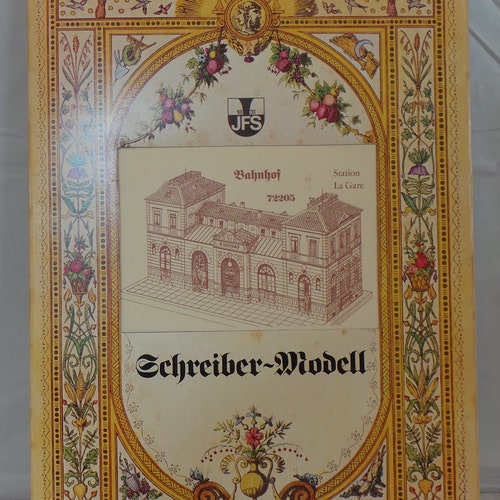 JFS
Bahnhof
72205
Station
La Gare
Schreiber-Modell